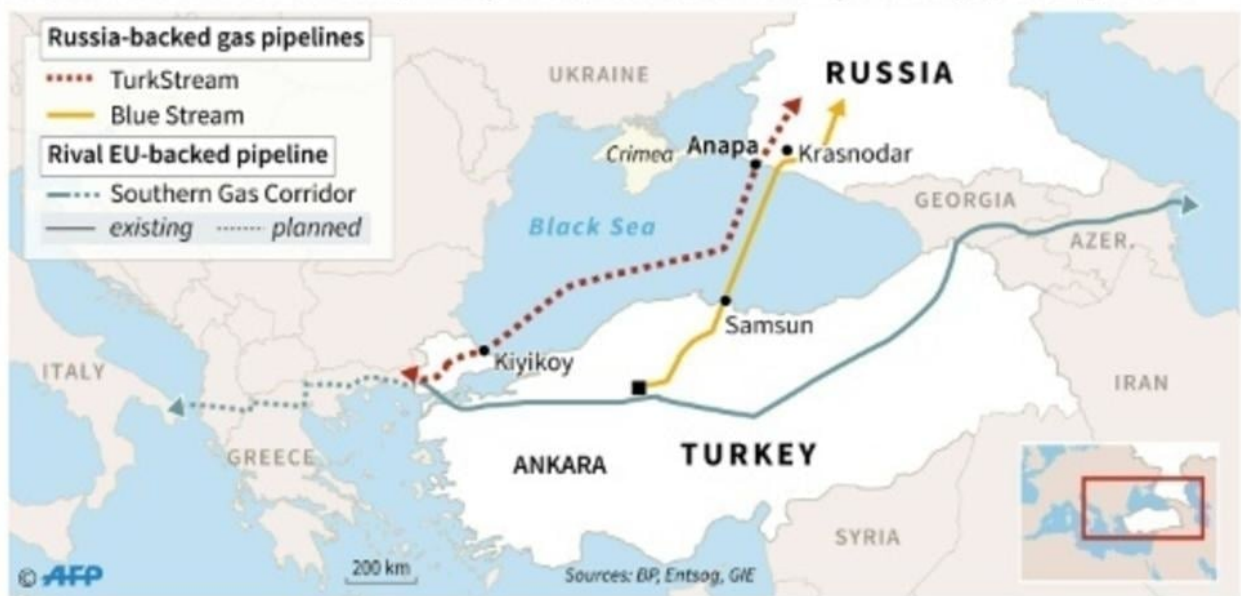 Russia-backed gas pipelines
TurkStream
Blue Stream
Rival EU-backed pipeline
Southern Gas Corridor
existing planned
UKRAINE
RUSSIA
Crimea
Anapa
Krasnodar
GEORGIA
AZER.
Black Sea
Samsun
Kiyikoy
ITALY
IRAN
GREECE
ANKARA
TURKEY
SYRIA
200 km
© AFP
Sources: BP, Entsog, GIE